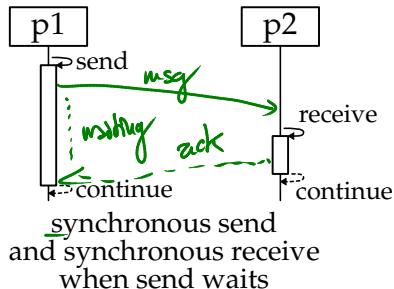 p1 p2
send
msg
receive
waiting
ack
continue
continue
synchronous send
and synchronous receive
when send waits